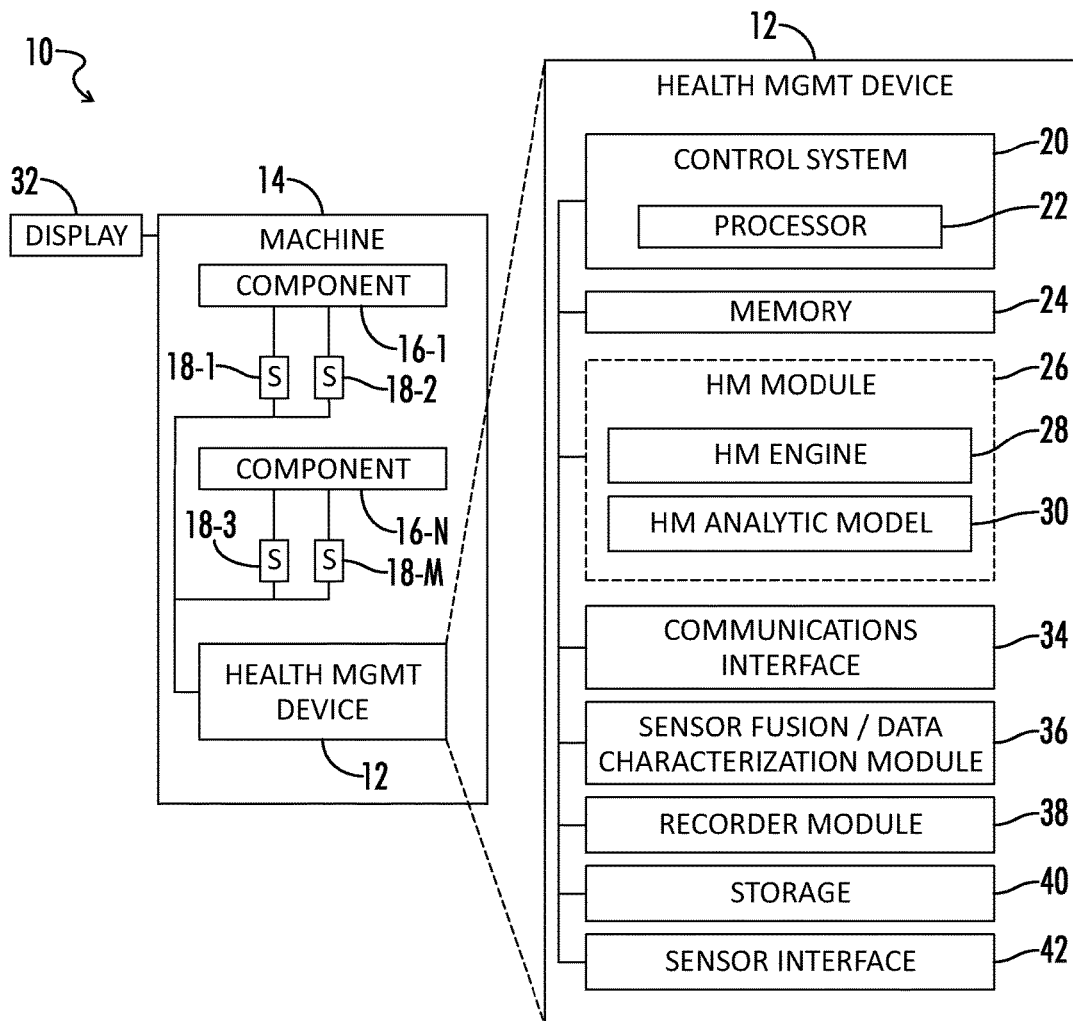 10
32
DISPLAY
14
MACHINE
COMPONENT
16-1
18-1
S
S
18-2
COMPONENT
16-N
18-3
S
S
18-M
HEALTH MGMT
DEVICE
12
12
HEALTH MGMT DEVICE
CONTROL SYSTEM
20
PROCESSOR
22
MEMORY
24
HM MODULE
26
HM ENGINE
28
HM ANALYTIC MODEL
30
COMMUNICATIONS
INTERFACE
34
SENSOR FUSION / DATA
CHARACTERIZATION MODULE
36
RECORDER MODULE
38
STORAGE
40
SENSOR INTERFACE
42